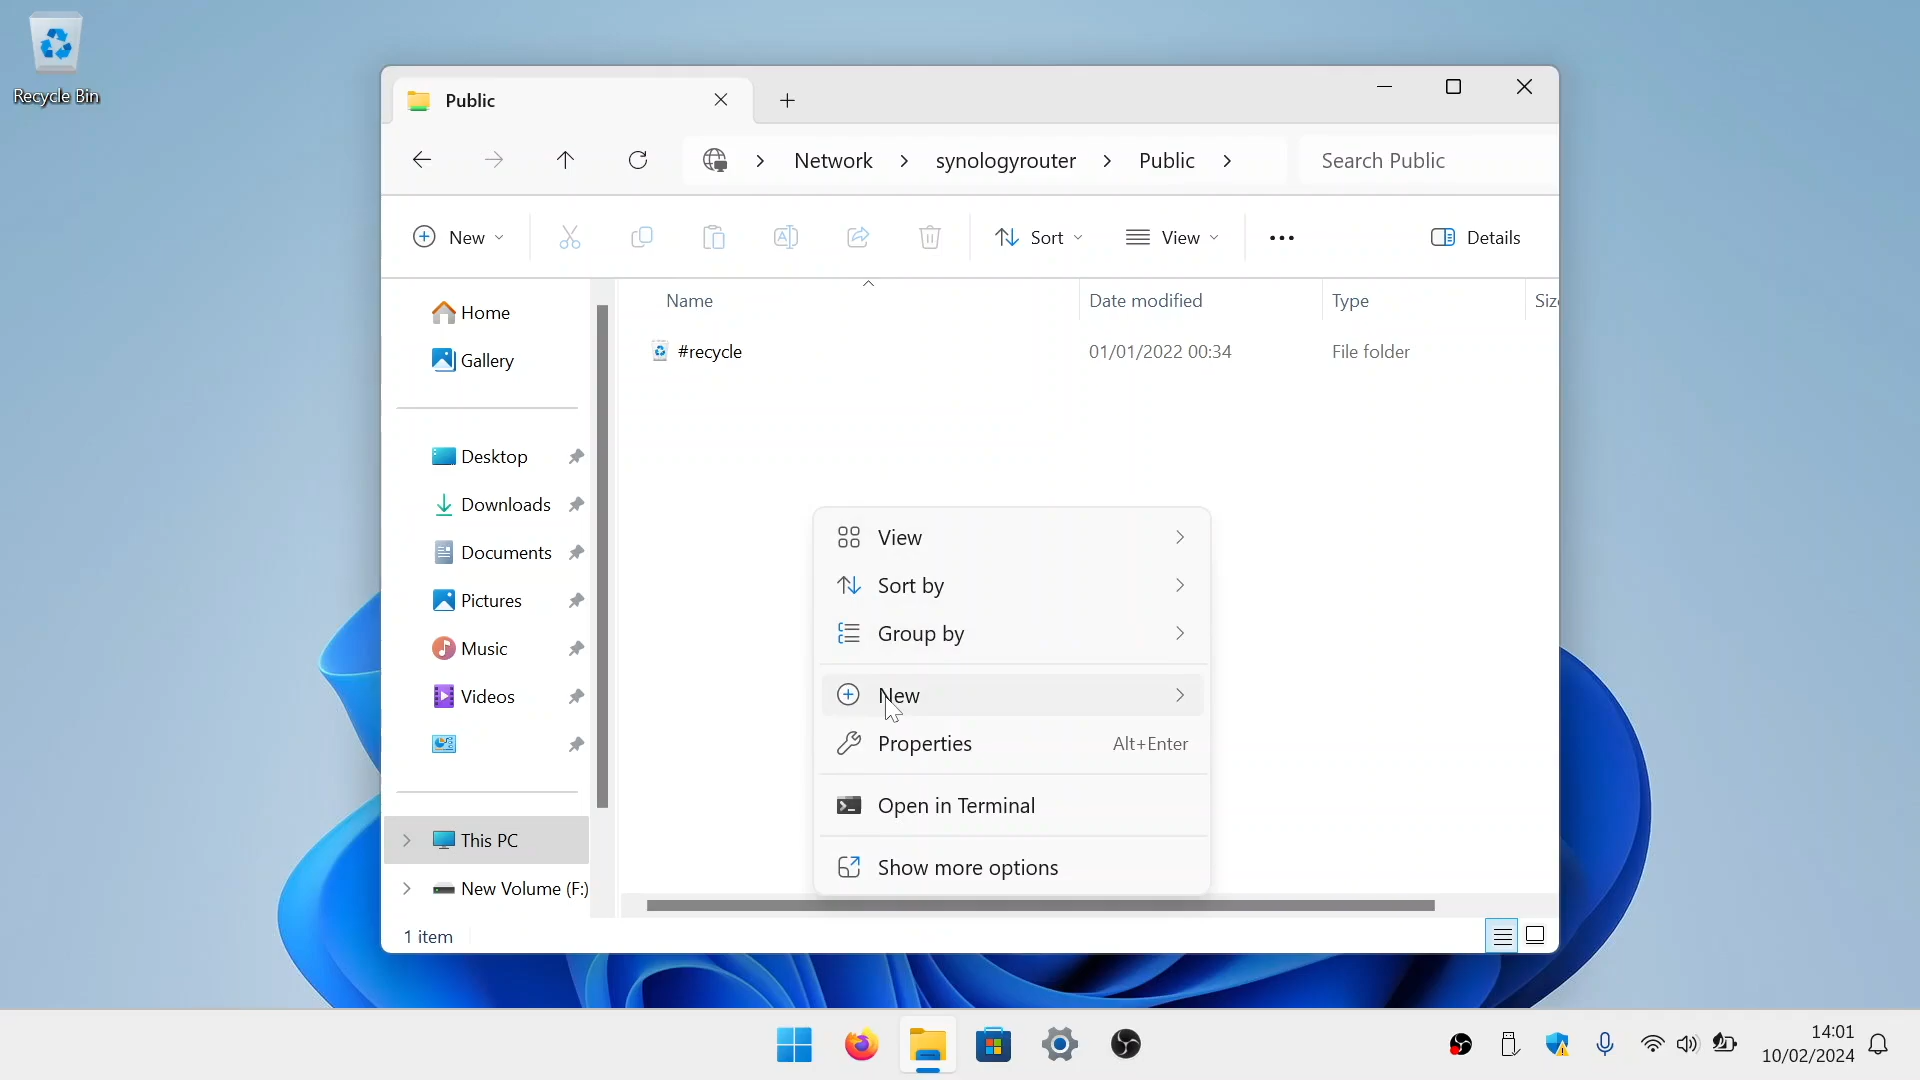 Recycle Bin
Public
Network
synologyrouter
Public
Search Public
New
Sort
View
Details
Name
Date modified
Type
Siz
#recycle
01/01/2022 00:34
File folder
Home
Gallery
Desktop
Downloads
Documents
Pictures
Music
Videos
This PC
New Volume (F:)
View
Sort by
Group by
New
Properties
Alt+Enter
Open in Terminal
Show more options
1 item
14:01
10/02/2024